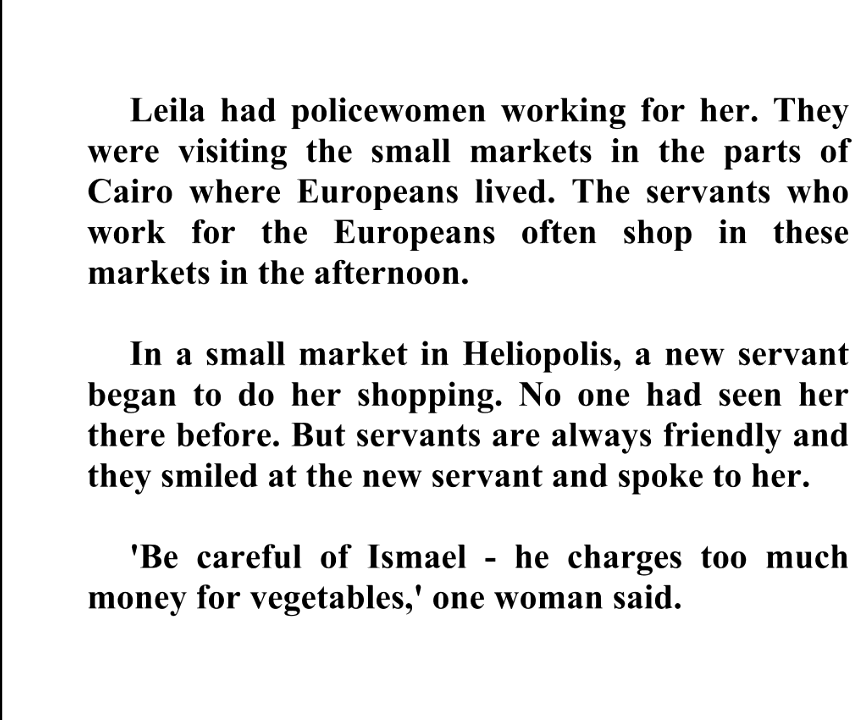 Leila had policewomen working for her. They
were visiting the small markets in the parts of
Cairo where Europeans lived. The servants who
work for the Europeans often shop in these
markets in the afternoon.
In a small market in Heliopolis, a new servant
began to do her shopping. No one had seen her
there before. But servants are always friendly and
they smiled at the new servant and spoke to her.
'Be careful of Ismael - he charges too much
money for vegetables,' one woman said.